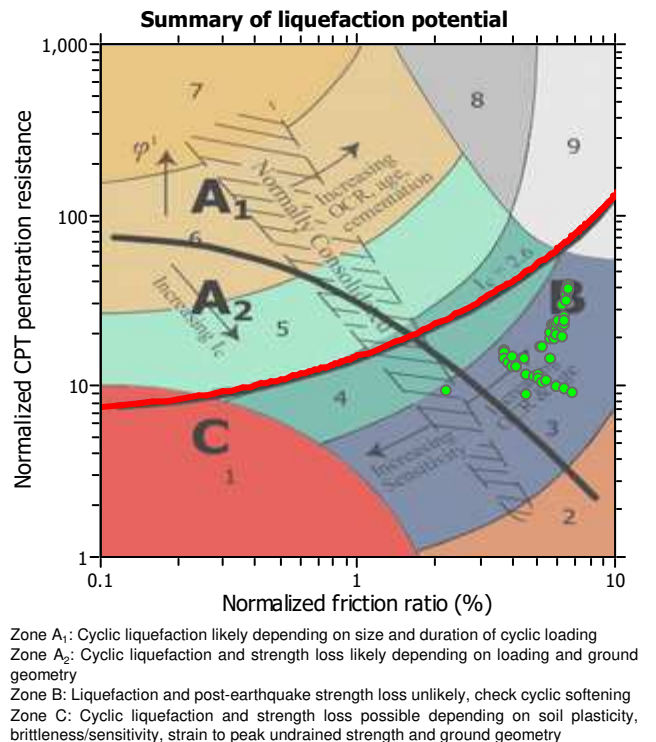 Summary of liquefaction potential
Normalized CPT penetration resistance
1,000
100
10
1
7
8
9
φ'
Increasing
OCR, age,
cementation
A1
Normally Consolidated
6
A2
Increasing Ic
5
Ic = 2.6
B
4
C
1
Increasing
Sensitivity
OCR & age
3
2
0.1
1
10
Normalized friction ratio (%)
Zone A1: Cyclic liquefaction likely depending on size and duration of cyclic loading
Zone A2: Cyclic liquefaction and strength loss likely depending on loading and ground
geometry
Zone B: Liquefaction and post-earthquake strength loss unlikely, check cyclic softening
Zone C: Cyclic liquefaction and strength loss possible depending on soil plasticity,
brittleness/sensitivity, strain to peak undrained strength and ground geometry